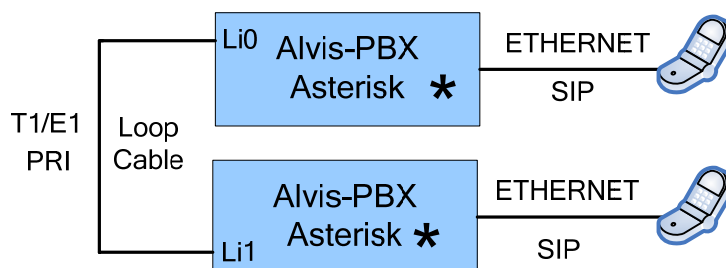 Li0
Alvis-PBX
Asterisk *
ETHERNET
SIP
T1/E1
PRI
Loop
Cable
Alvis-PBX
Asterisk *
Li1
ETHERNET
SIP